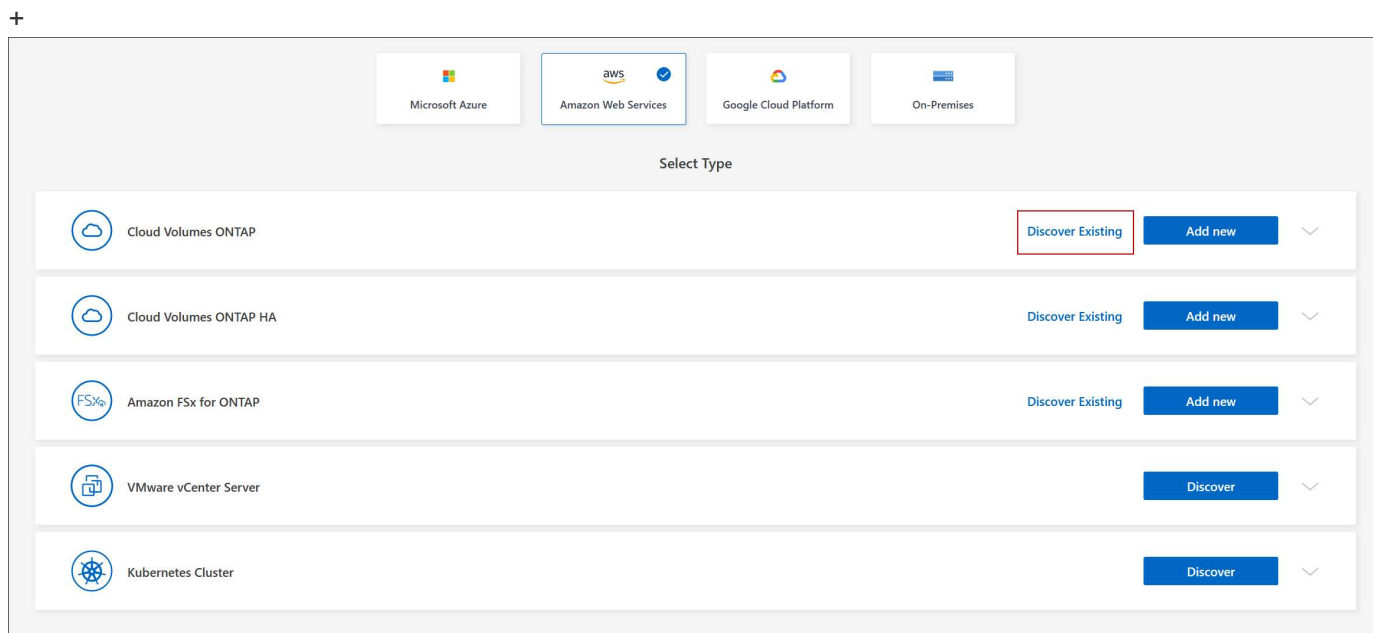 +
Microsoft Azure
aws
Amazon Web Services
Google Cloud Platform
On-Premises
Select Type
Cloud Volumes ONTAP Discover Existing Add new
Cloud Volumes ONTAP HA Discover Existing Add new
FSx Amazon FSx for ONTAP Discover Existing Add new
VMware vCenter Server Discover
Kubernetes Cluster Discover